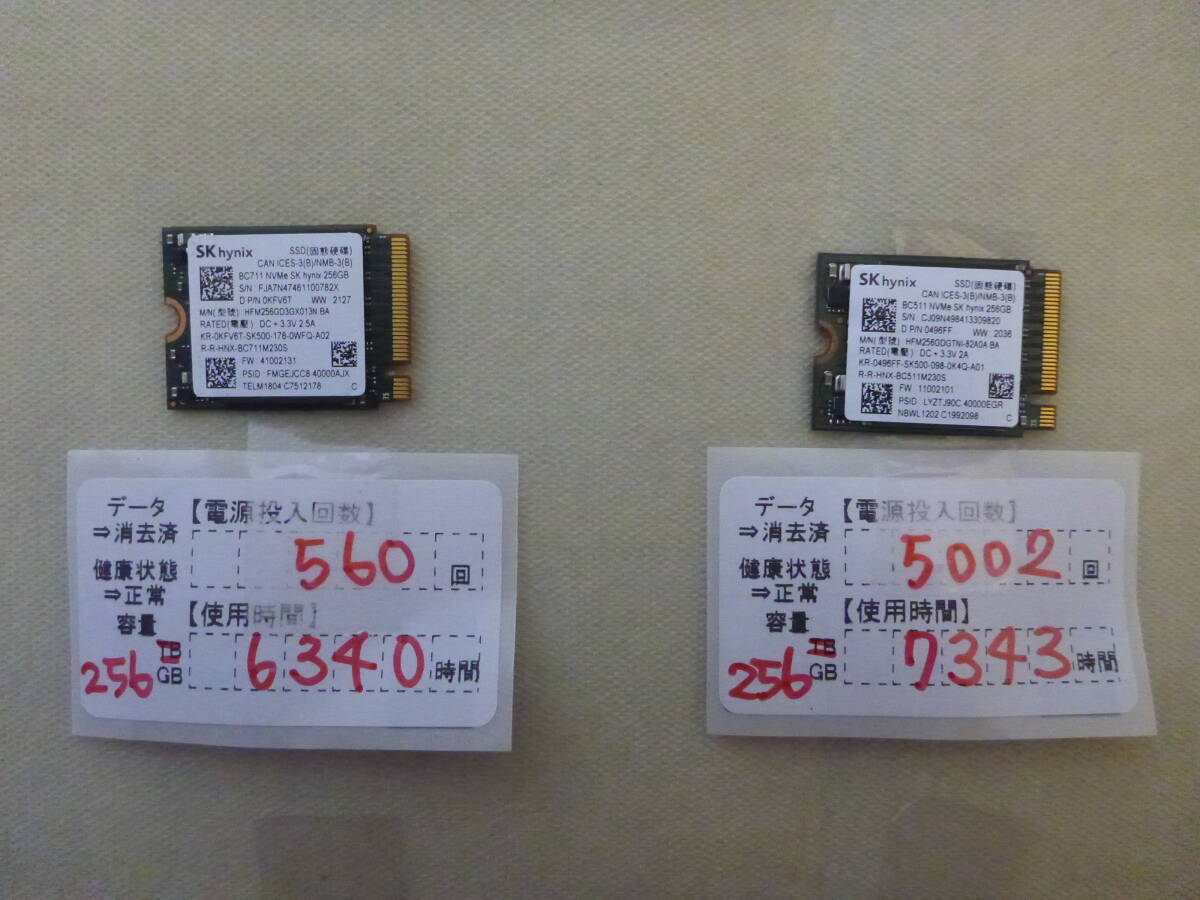 SK hynix
SSD(固態硬碟)
CAN ICES-3(B)/NMB-3(B)
BC711 NVMe SK hynix 256GB
S/N : FJA7N47461100782X
D P/N 0KFV6T WW : 2127
M/N( 型號) : HFM256GD3GX013N BA
RATED(電壓) : DC + 3.3V 2.5A
KR-0KFV6T-SK500-178-0WFQ-A02
R-R-HNX-BC711M230S
FW : 41002131
PSID : FMGEJCC8 40000AJX
TELM1804 C7512178 C
SK hynix
SSD(固態硬碟)
CAN ICES-3(B)/NMB-3(B)
BC511 NVMe SK hynix 256GB
S/N : CJ09N498413309820
D P/N 0496FF WW : 2036
M/N( 型號) : HFM256GDGTNI-82A0A BA
RATED(電壓) : DC + 3.3V 2A
KR-0496FF-SK500-098-0K4Q-A01
R-R-HNX-BC511M230S
FW : 11002101
PSID : LYZTJ90C 40000EGR
NBWL1202 C1992098 C
データ
⇒消去済
健康状態
⇒正常
容量
TB
256 GB
【電源投入回数】
560 回
【使用時間】
6340 時間
データ
⇒消去済
健康状態
⇒正常
容量
TB
256 GB
【電源投入回数】
5002 回
【使用時間】
7343 時間